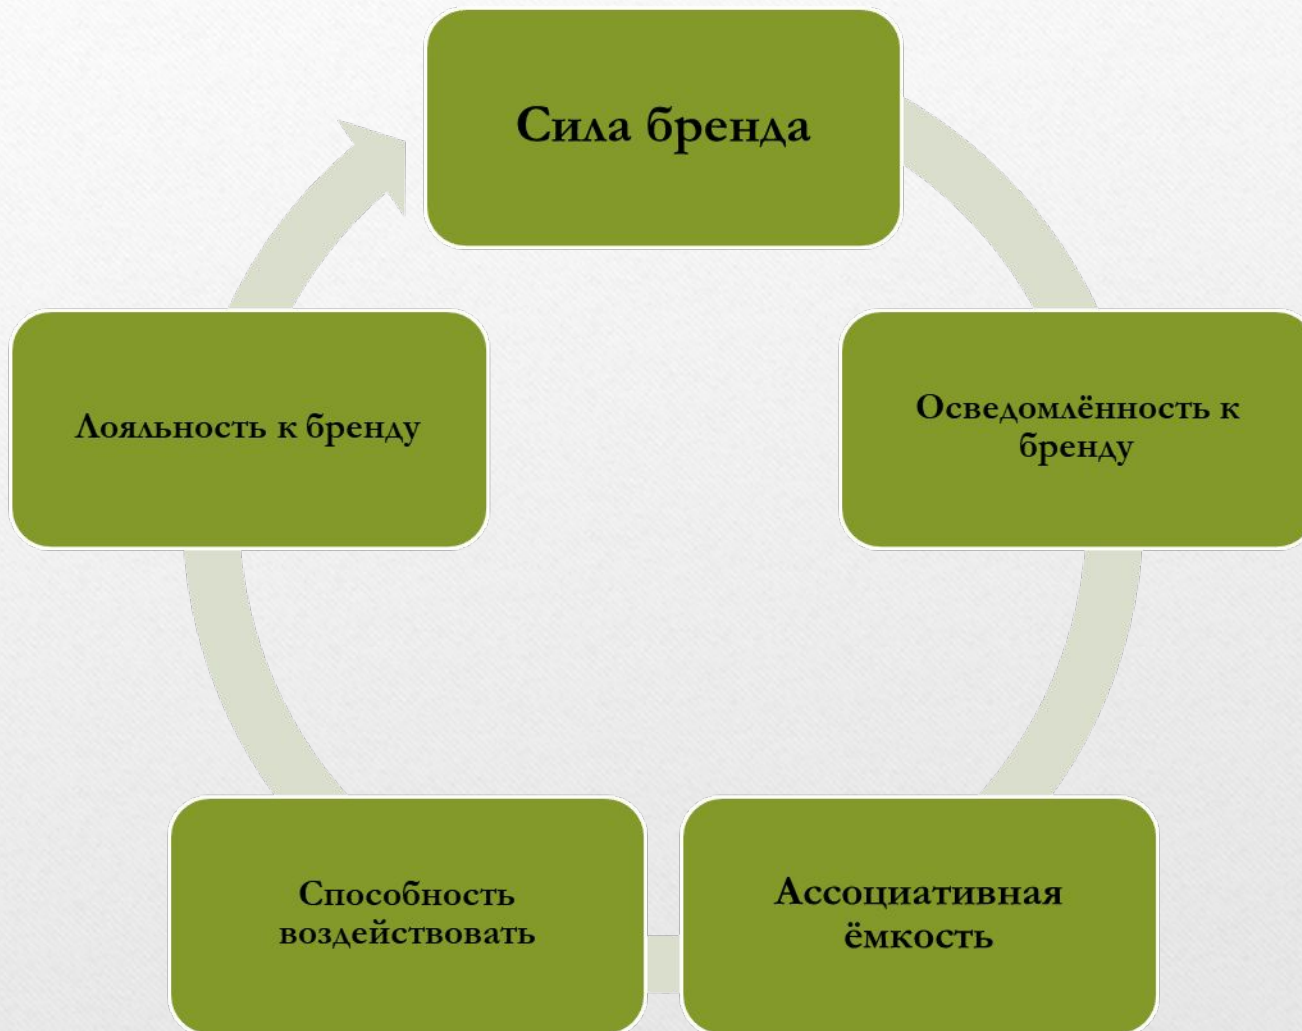 Сила бренда
Лояльность к бренду
Осведомлённость к
бренду
Способность
воздействовать
Ассоциативная
ёмкость